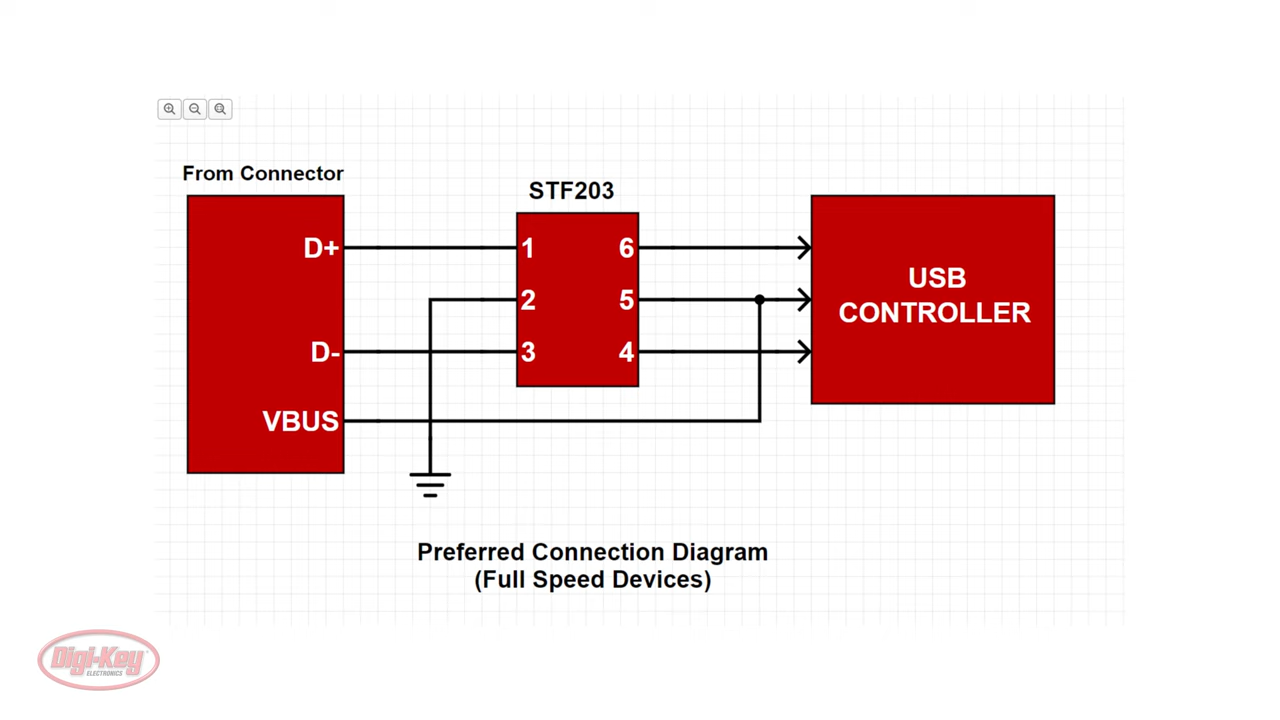 From Connector
STF203
D+
1
6
2
5
D-
3
4
VBUS
USB
CONTROLLER
Preferred Connection Diagram
(Full Speed Devices)
Digi-Key
ELECTRONICS